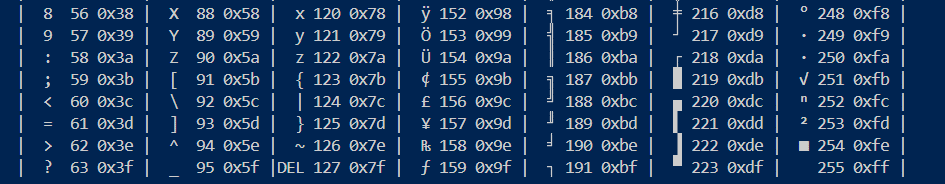 | 8 56 0x38 | X 88 0x58 | x 120 0x78 | ÿ 152 0x98 | ╕ 184 0xb8 | ╪ 216 0xd8 | ° 248 0xf8 |
| 9 57 0x39 | Y 89 0x59 | y 121 0x79 | Ö 153 0x99 | ╣ 185 0xb9 | ┘ 217 0xd9 | ∙ 249 0xf9 |
| : 58 0x3a | Z 90 0x5a | z 122 0x7a | Ü 154 0x9a | ║ 186 0xba | ┌ 218 0xda | · 250 0xfa |
| ; 59 0x3b | [ 91 0x5b | { 123 0x7b | ¢ 155 0x9b | ╗ 187 0xbb | █ 219 0xdb | √ 251 0xfb |
| < 60 0x3c | \ 92 0x5c | | 124 0x7c | £ 156 0x9c | ╝ 188 0xbc | ▄ 220 0xdc | ⁿ 252 0xfc |
| = 61 0x3d | ] 93 0x5d | } 125 0x7d | ¥ 157 0x9d | ╜ 189 0xbd | ▌ 221 0xdd | ² 253 0xfd |
| > 62 0x3e | ^ 94 0x5e | ~ 126 0x7e | ₧ 158 0x9e | ╛ 190 0xbe | ▐ 222 0xde | ■ 254 0xfe |
| ? 63 0x3f | _ 95 0x5f |DEL 127 0x7f | ƒ 159 0x9f | ┐ 191 0xbf | ▀ 223 0xdf | 255 0xff |